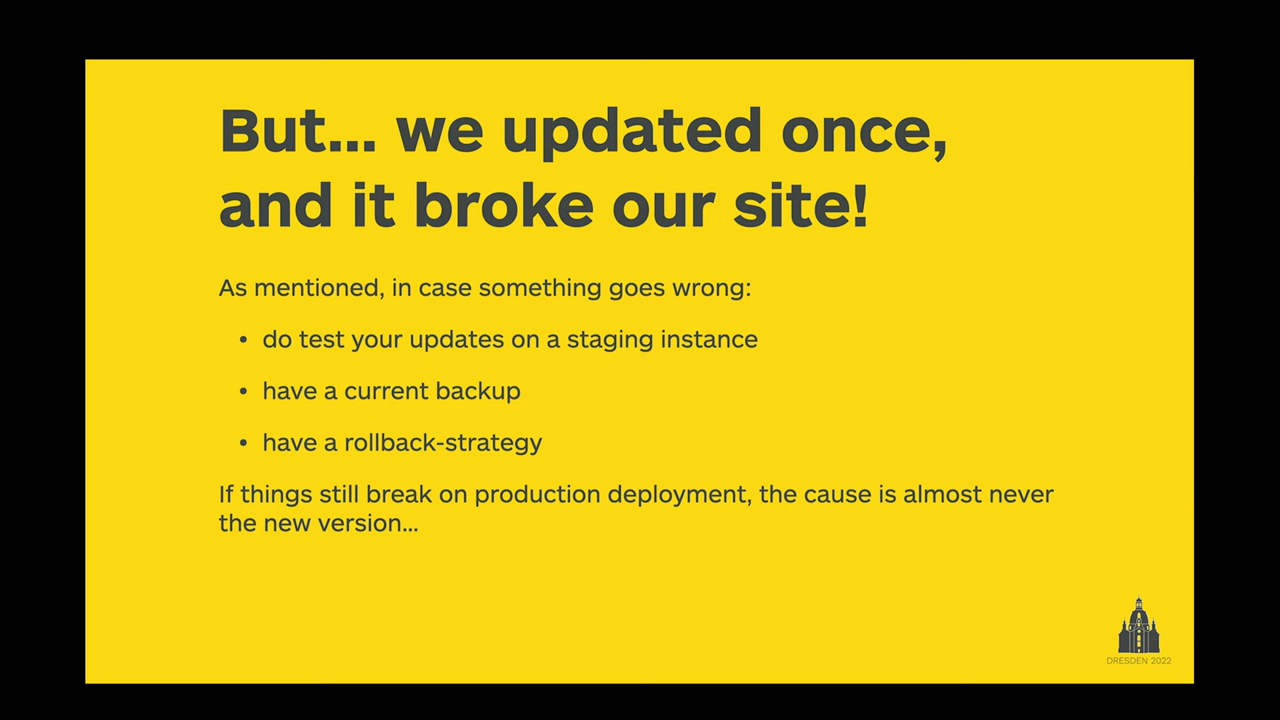 But... we updated once,
and it broke our site!
As mentioned, in case something goes wrong:
• do test your updates on a staging instance
• have a current backup
• have a rollback-strategy
If things still break on production deployment, the cause is almost never
the new version...
DRESDEN 2022